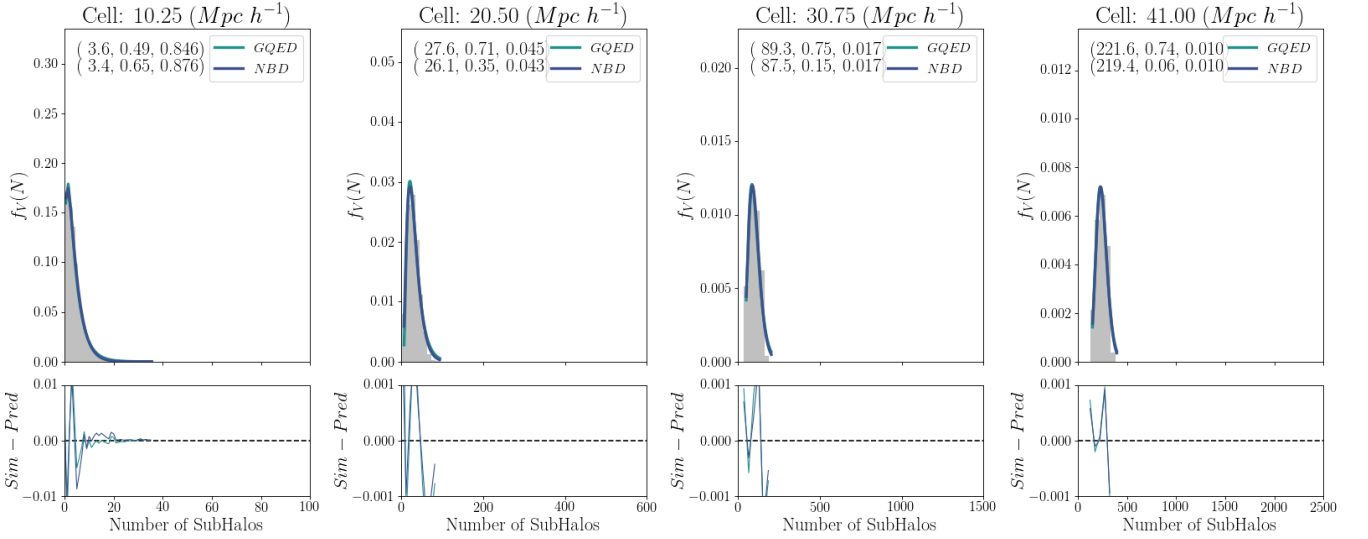 Cell: 10.25 (Mpc h⁻¹)
( 3.6, 0.49, 0.846)
( 3.4, 0.65, 0.876)
GQED
NBD
f_V(N)
0.30
0.25
0.20
0.15
0.10
0.05
0.00
Sim − Pred
0.01
0.00
−0.01
0 20 40 60 80 100
Number of SubHalos
Cell: 20.50 (Mpc h⁻¹)
( 27.6, 0.71, 0.045)
( 26.1, 0.35, 0.043)
GQED
NBD
f_V(N)
0.05
0.04
0.03
0.02
0.01
0.00
Sim − Pred
0.001
0.000
−0.001
0 200 400 600
Number of SubHalos
Cell: 30.75 (Mpc h⁻¹)
( 89.3, 0.75, 0.017)
( 87.5, 0.15, 0.017)
GQED
NBD
f_V(N)
0.020
0.015
0.010
0.005
0.000
Sim − Pred
0.001
0.000
−0.001
0 500 1000 1500
Number of SubHalos
Cell: 41.00 (Mpc h⁻¹)
(221.6, 0.74, 0.010
(219.4, 0.06, 0.010
GQED
NBD
f_V(N)
0.012
0.010
0.008
0.006
0.004
0.002
0.000
Sim − Pred
0.001
0.000
−0.001
0 500 1000 1500 2000 2500
Number of SubHalos